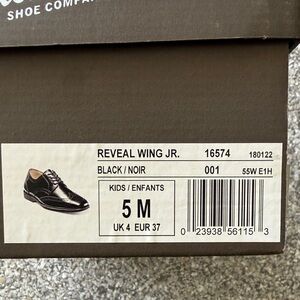 SHOE COMPA
REVEAL WING JR. 16574 180122
BLACK / NOIR 001 55W E1H
KIDS / ENFANTS
5 M
UK 4 EUR 37
0 23938 56115 3